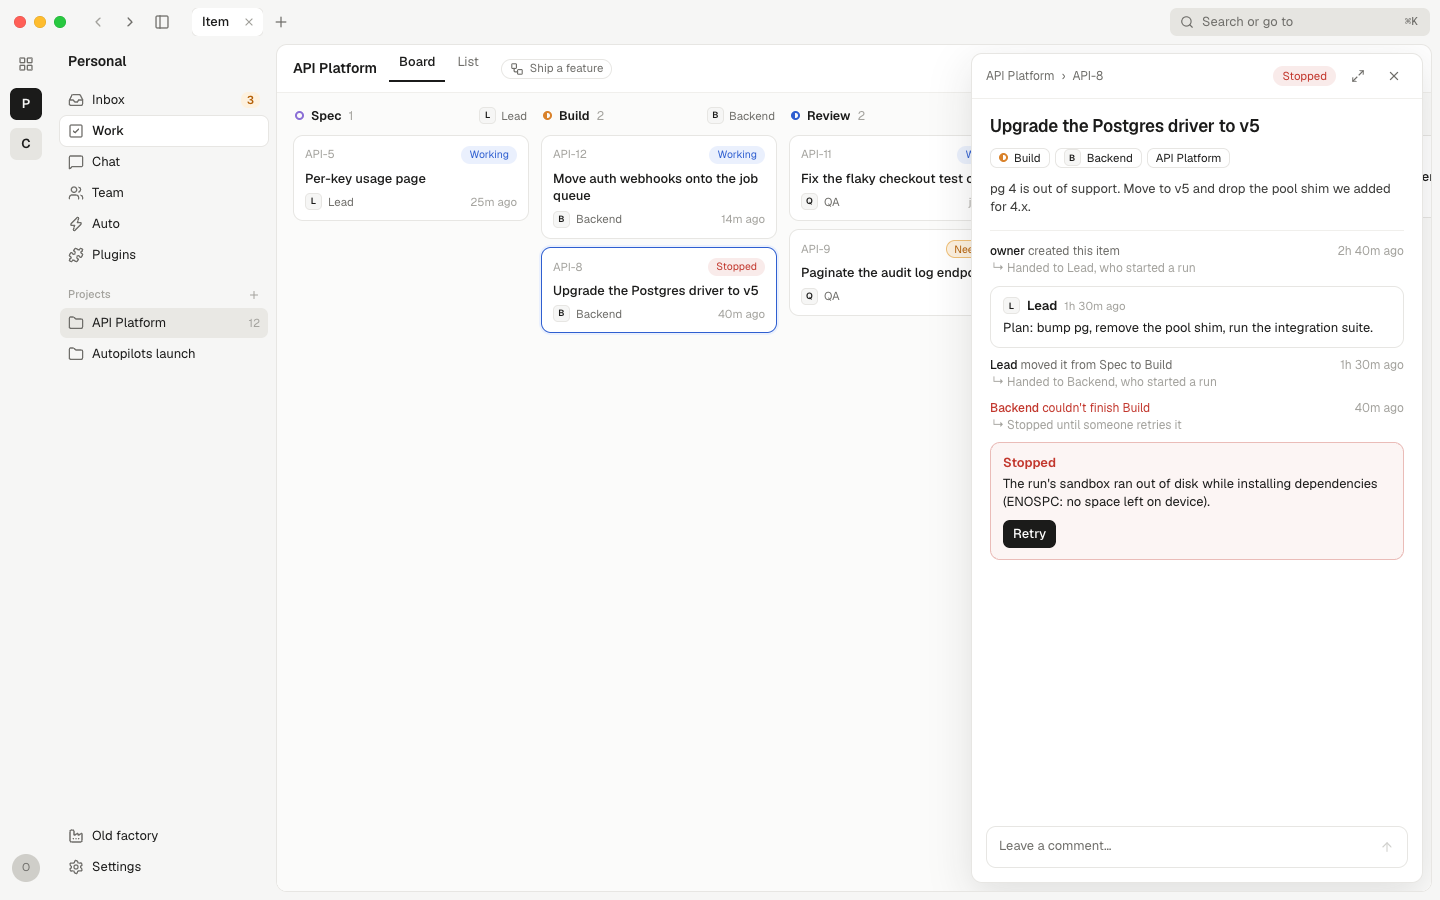 Item
Search or go to
⌘K
P
C
O
Personal
Inbox 3
Work
Chat
Team
Auto
Plugins
Projects
API Platform 12
Autopilots launch
Old factory
Settings
API Platform
Board
List
Ship a feature
Spec 1
L Lead
API-5
Working
Per-key usage page
L Lead
25m ago
Build 2
B Backend
API-12
Working
Move auth webhooks onto the job
queue
B Backend
14m ago
API-8
Stopped
Upgrade the Postgres driver to v5
B Backend
40m ago
Review 2
API-11
Fix the flaky checkout test
Q QA
API-9
Paginate the audit log
Q QA
API Platform › API-8
Stopped
Upgrade the Postgres driver to v5
Build
B Backend
API Platform
pg 4 is out of support. Move to v5 and drop the pool shim we added
for 4.x.
owner created this item
2h 40m ago
Handed to Lead, who started a run
L Lead 1h 30m ago
Plan: bump pg, remove the pool shim, run the integration suite.
Lead moved it from Spec to Build
1h 30m ago
Handed to Backend, who started a run
Backend couldn't finish Build
40m ago
Stopped until someone retries it
Stopped
The run's sandbox ran out of disk while installing dependencies
(ENOSPC: no space left on device).
Retry
Leave a comment…